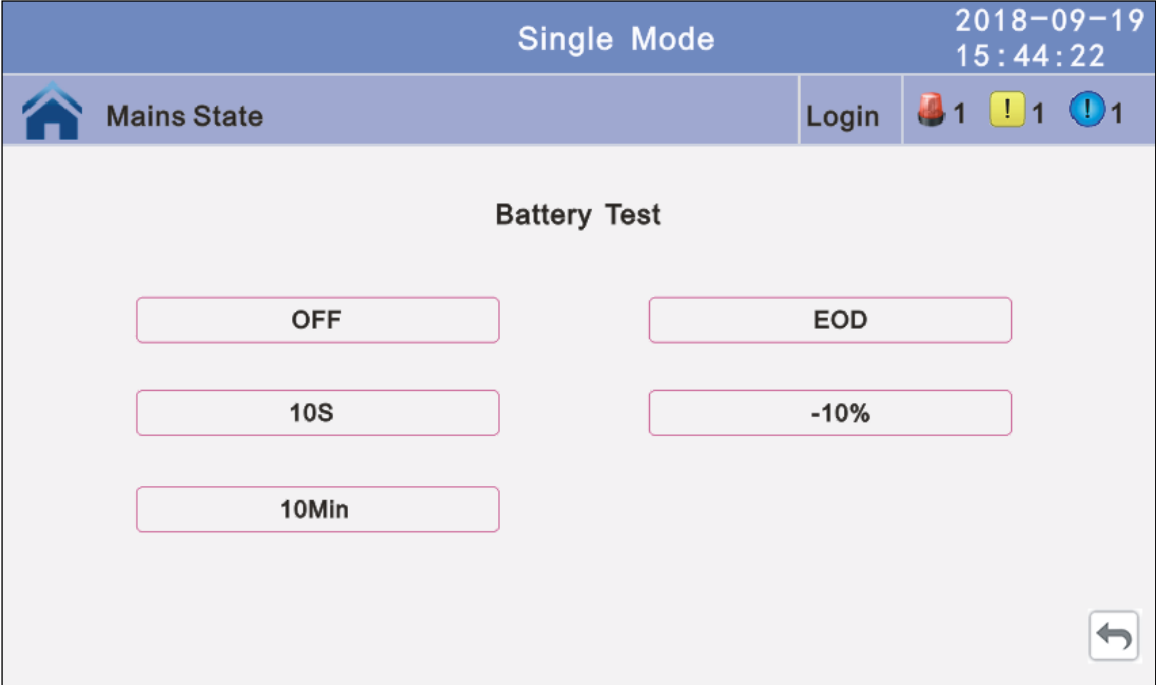 Single Mode
2018-09-19
15:44:22
Mains State
Login
1
! 1
! 1
Battery Test
OFF
EOD
10S
-10%
10Min